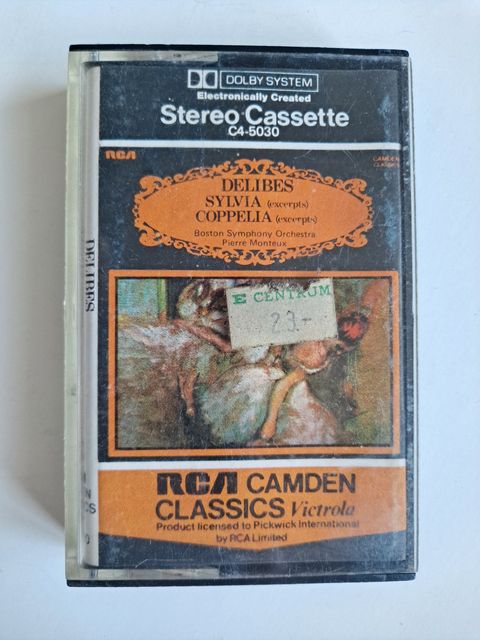 DOLBY SYSTEM
Electronically Created
Stereo Cassette
C4-5030
RCA
CAMDEN
CLASSICS
DELIBES
SYLVIA (excerpts)
COPPELIA (excerpts)
Boston Symphony Orchestra
Pierre Monteux
E CENTRUM
23.-
RCA CAMDEN
CLASSICS Victrola
Product licensed to Pickwick International
by RCA Limited
DELIBES